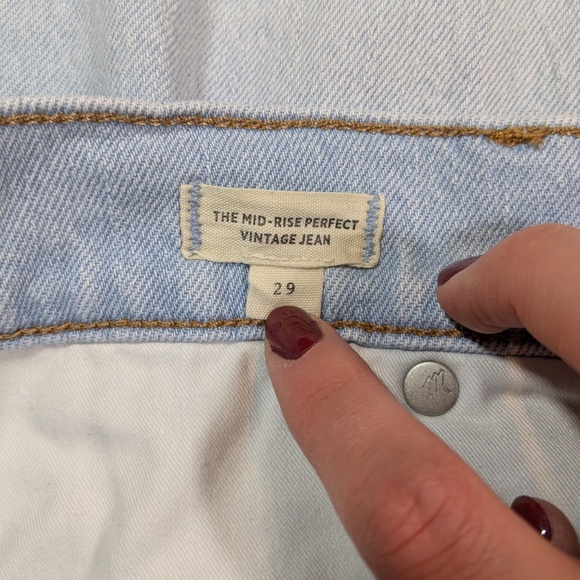 THE MID-RISE PERFECT
VINTAGE JEAN
29
M